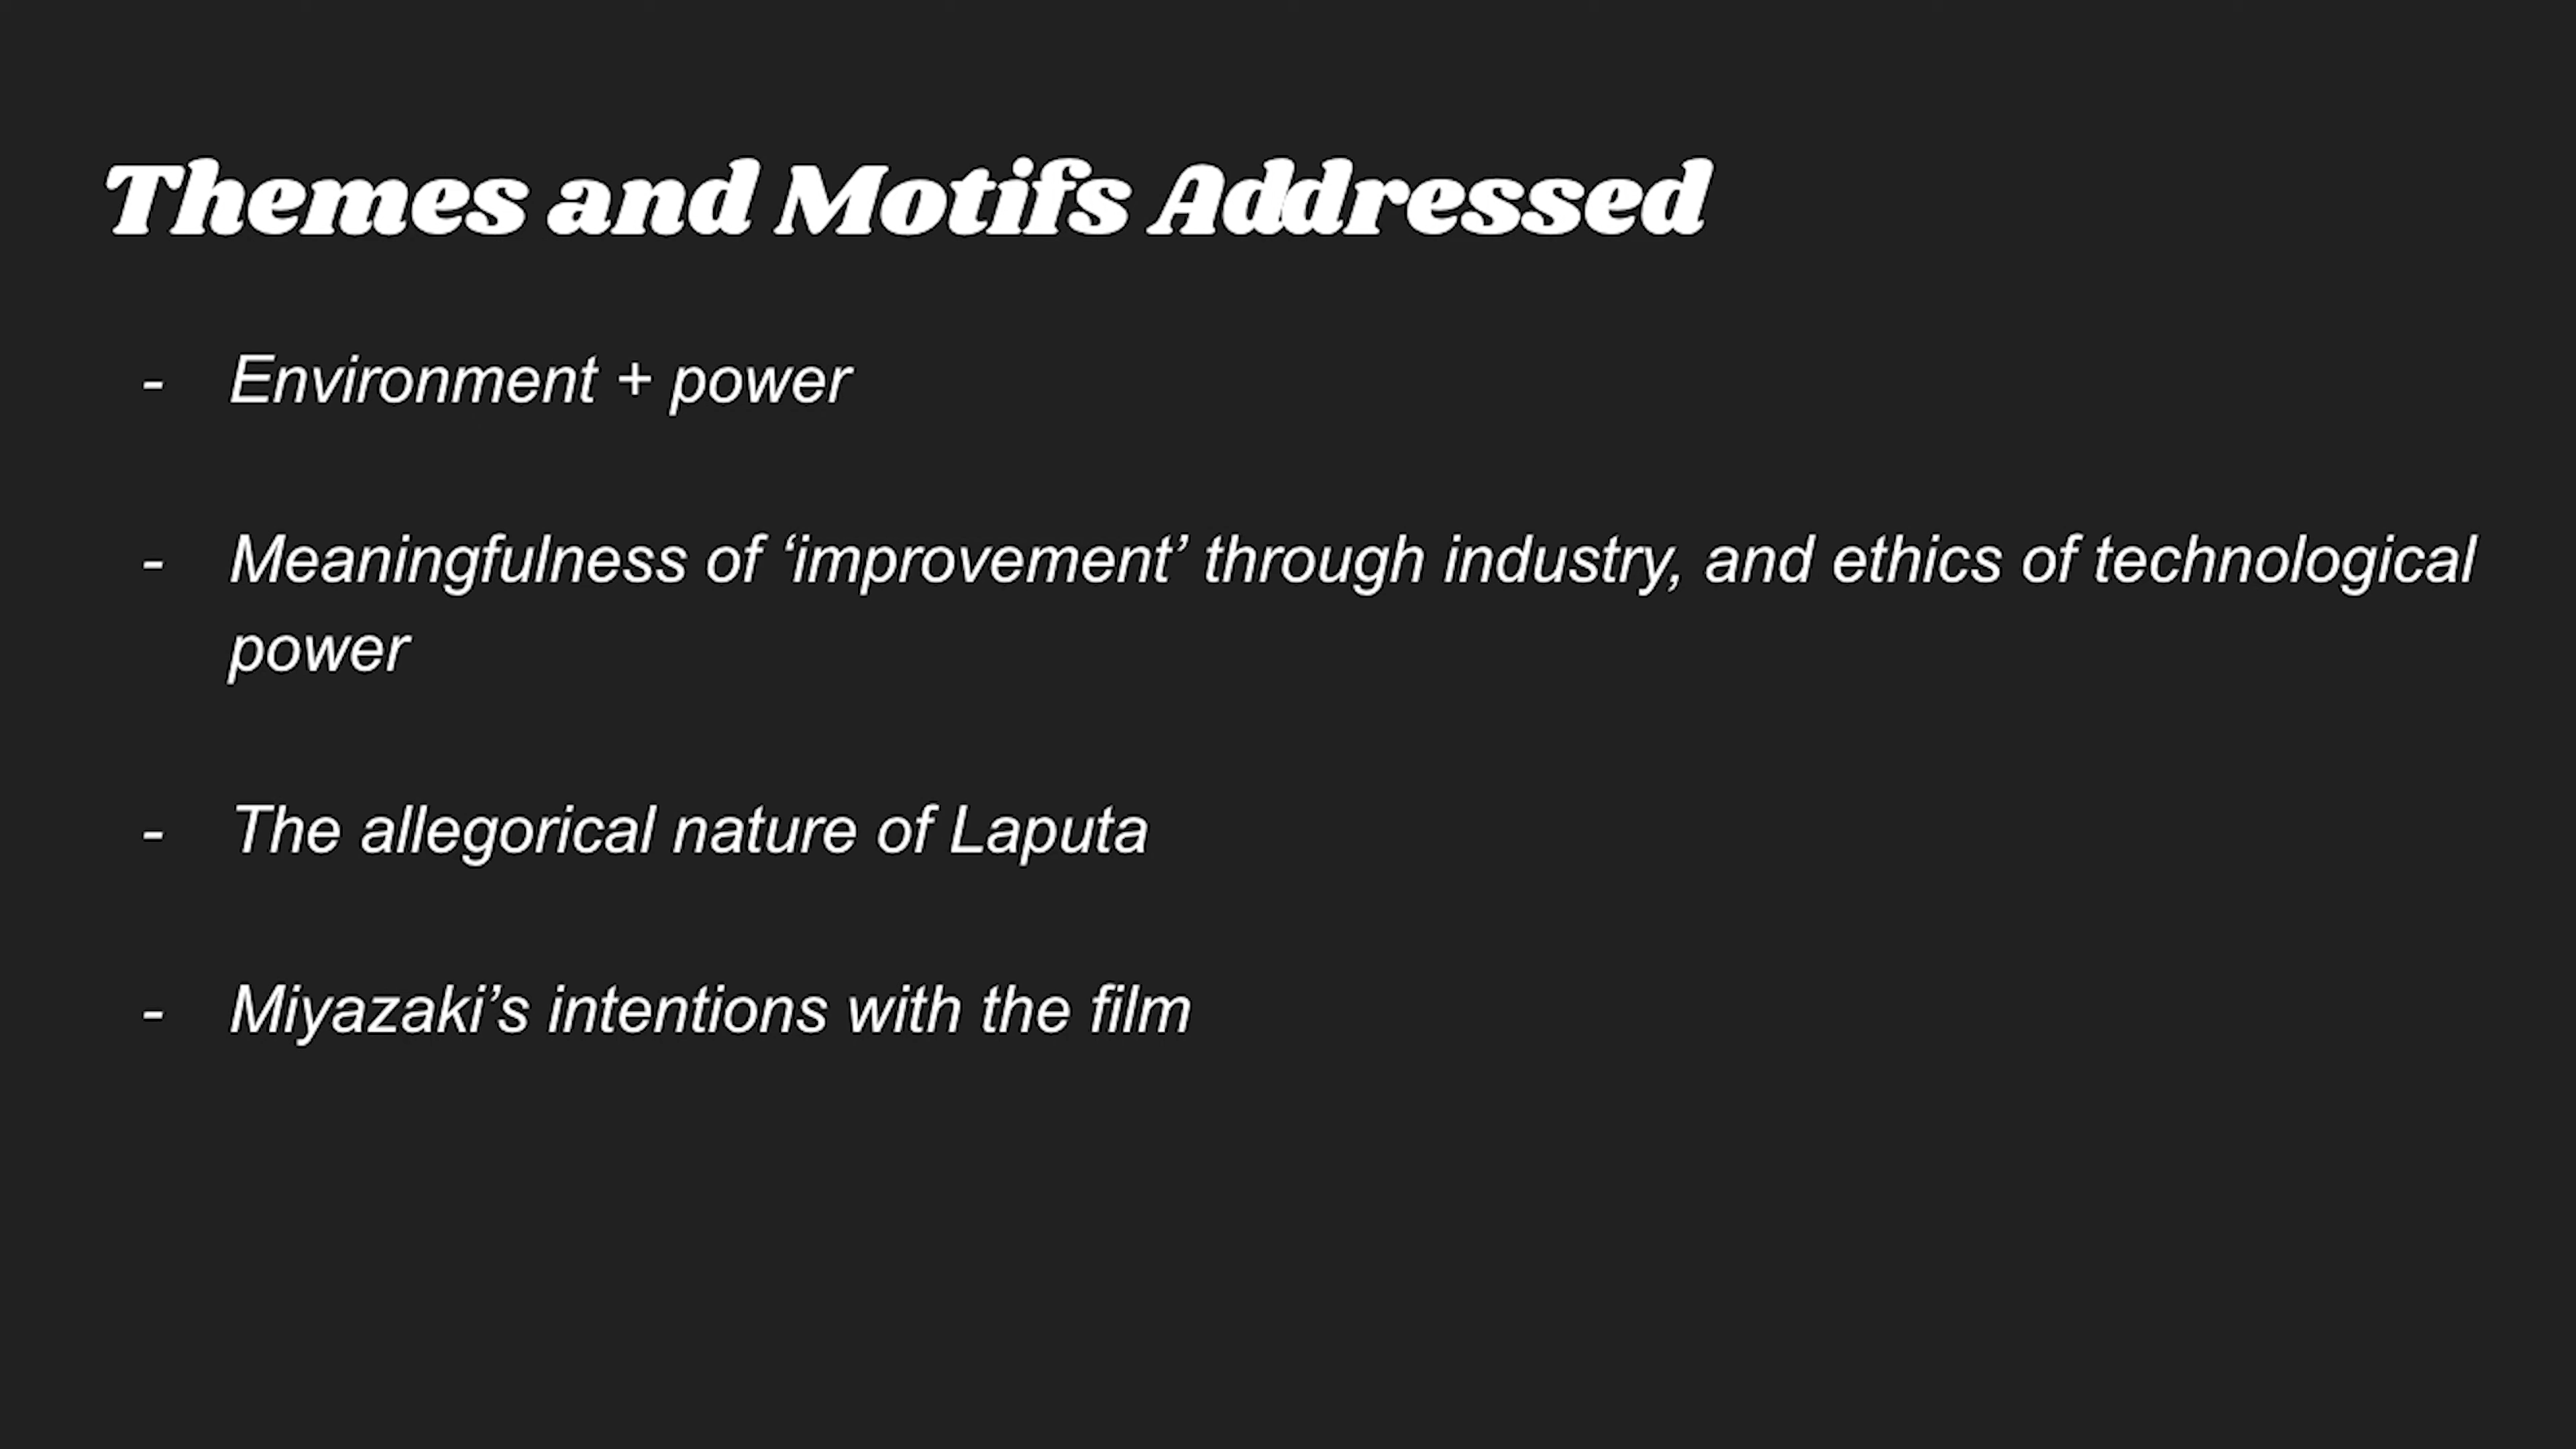 Themes and Motifs Addressed
- Environment + power
- Meaningfulness of ‘improvement’ through industry, and ethics of technological
power
- The allegorical nature of Laputa
- Miyazaki’s intentions with the film